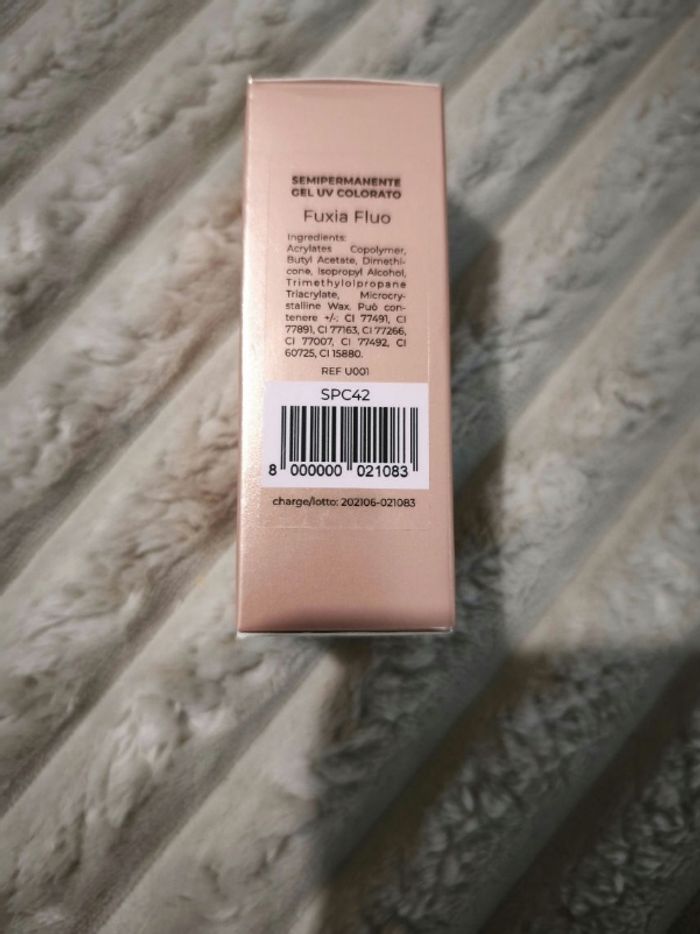 SEMIPERMANENTE
GEL UV COLORATO
Fuxia Fluo
Ingredients:
Acrylates Copolymer,
Butyl Acetate, Dimethi-
cone, Isopropyl Alcohol,
Trimethylolpropane
Triacrylate, Microcry-
stalline Wax. Può con-
tenere +/-: CI 77491, CI
77891, CI 77163, CI 77266,
CI 77007, CI 77492, CI
60725, CI 15880.
REF U001
SPC42
8 000000 021083
charge/lotto: 202106-021083